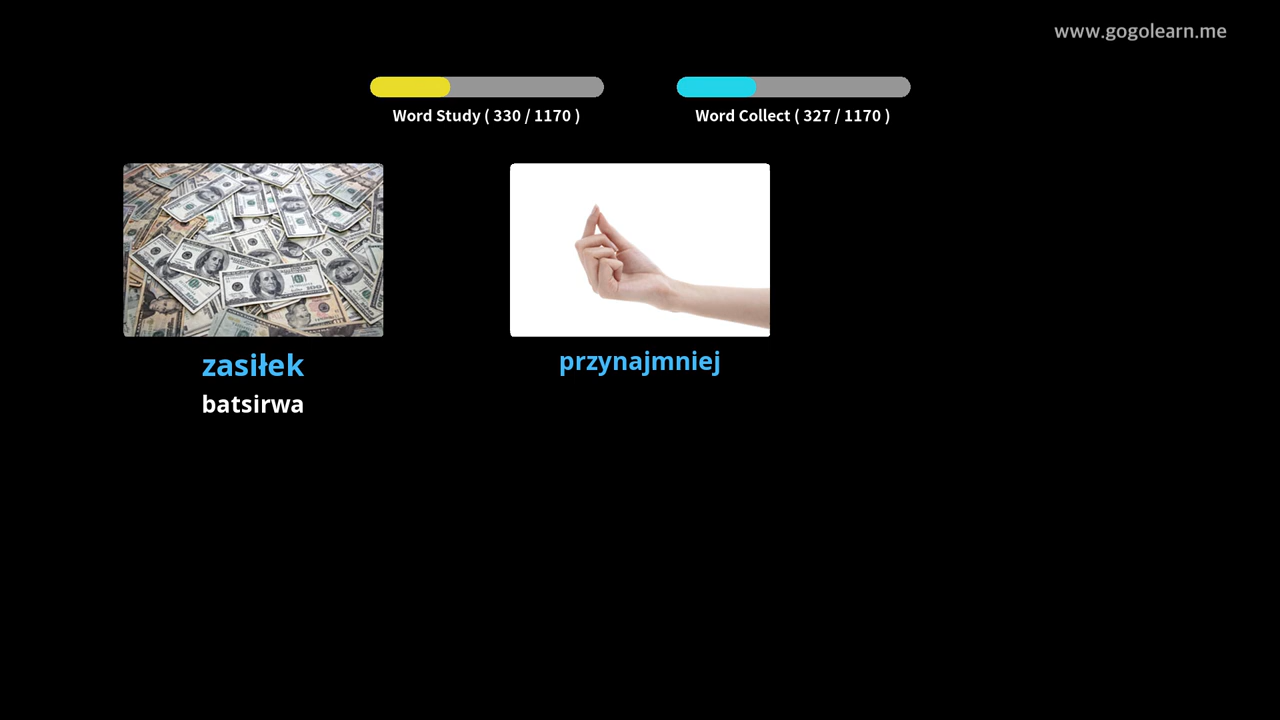 www.gogolearn.me
Word Study ( 330 / 1170 )
Word Collect ( 327 / 1170 )
zasiłek
batsirwa
przynajmniej